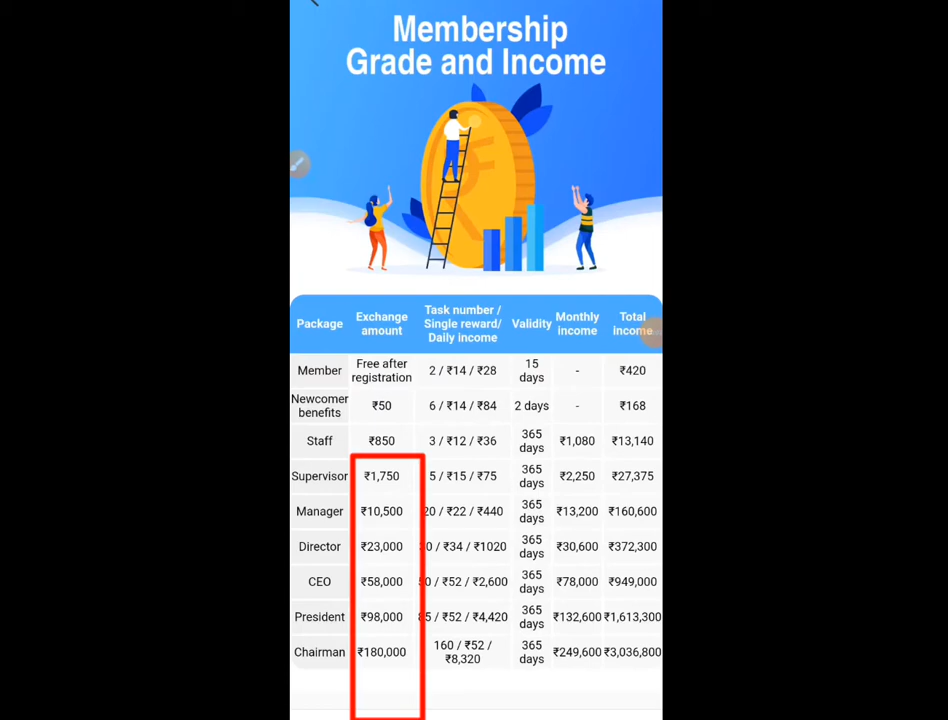 Membership
Grade and Income
Package Exchange amount Task number / Single reward/ Daily income Validity Monthly income Total income
Member Free after registration 2 / ₹14 / ₹28 15 days - ₹420
Newcomer benefits ₹50 6 / ₹14 / ₹84 2 days - ₹168
Staff ₹850 3 / ₹12 / ₹36 365 days ₹1,080 ₹13,140
Supervisor ₹1,750 5 / ₹15 / ₹75 365 days ₹2,250 ₹27,375
Manager ₹10,500 20 / ₹22 / ₹440 365 days ₹13,200 ₹160,600
Director ₹23,000 30 / ₹34 / ₹1020 365 days ₹30,600 ₹372,300
CEO ₹58,000 50 / ₹52 / ₹2,600 365 days ₹78,000 ₹949,000
President ₹98,000 85 / ₹52 / ₹4,420 365 days ₹132,600 ₹1,613,300
Chairman ₹180,000 160 / ₹52 / ₹8,320 365 days ₹249,600 ₹3,036,800